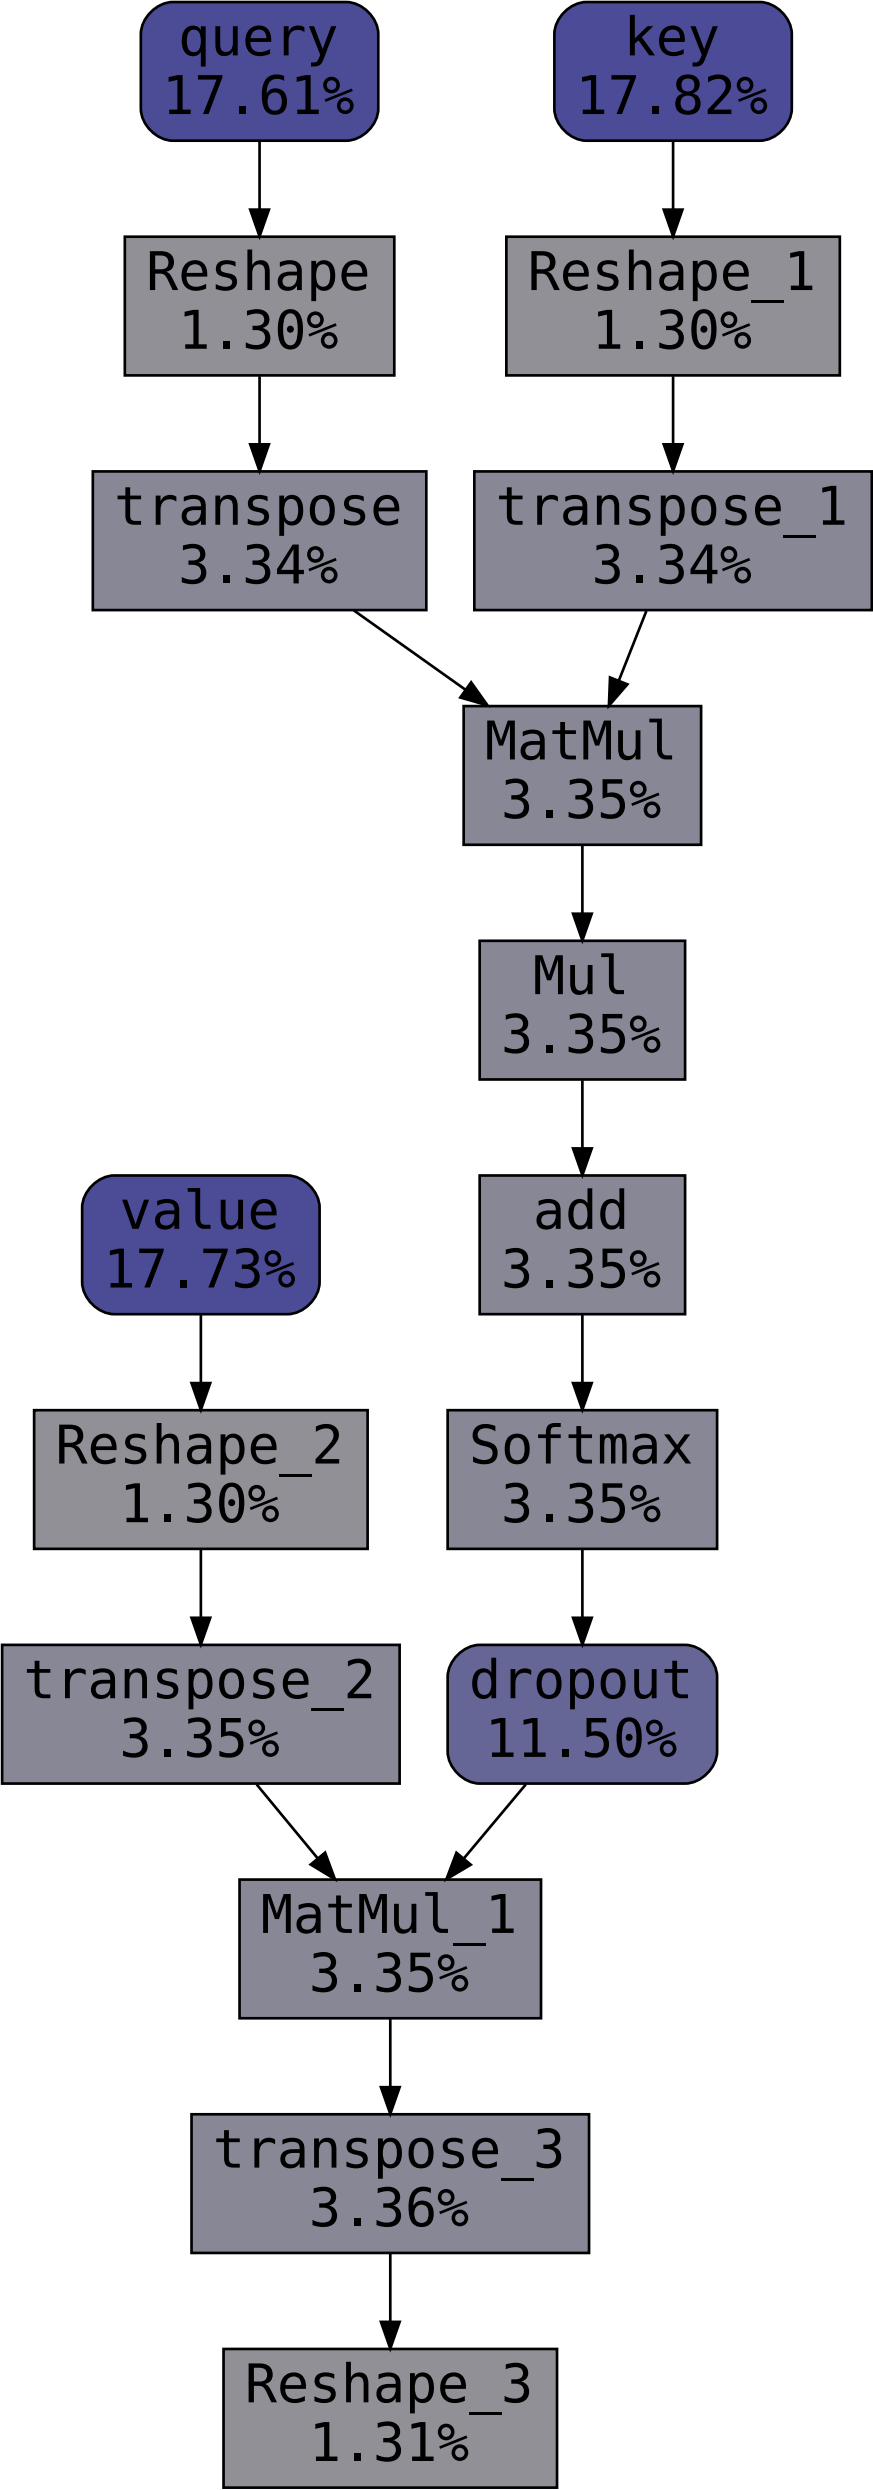 query
17.61%
key
17.82%
Reshape
1.30%
Reshape_1
1.30%
transpose
3.34%
transpose_1
3.34%
MatMul
3.35%
Mul
3.35%
add
3.35%
value
17.73%
Softmax
3.35%
Reshape_2
1.30%
transpose_2
3.35%
dropout
11.50%
MatMul_1
3.35%
transpose_3
3.36%
Reshape_3
1.31%